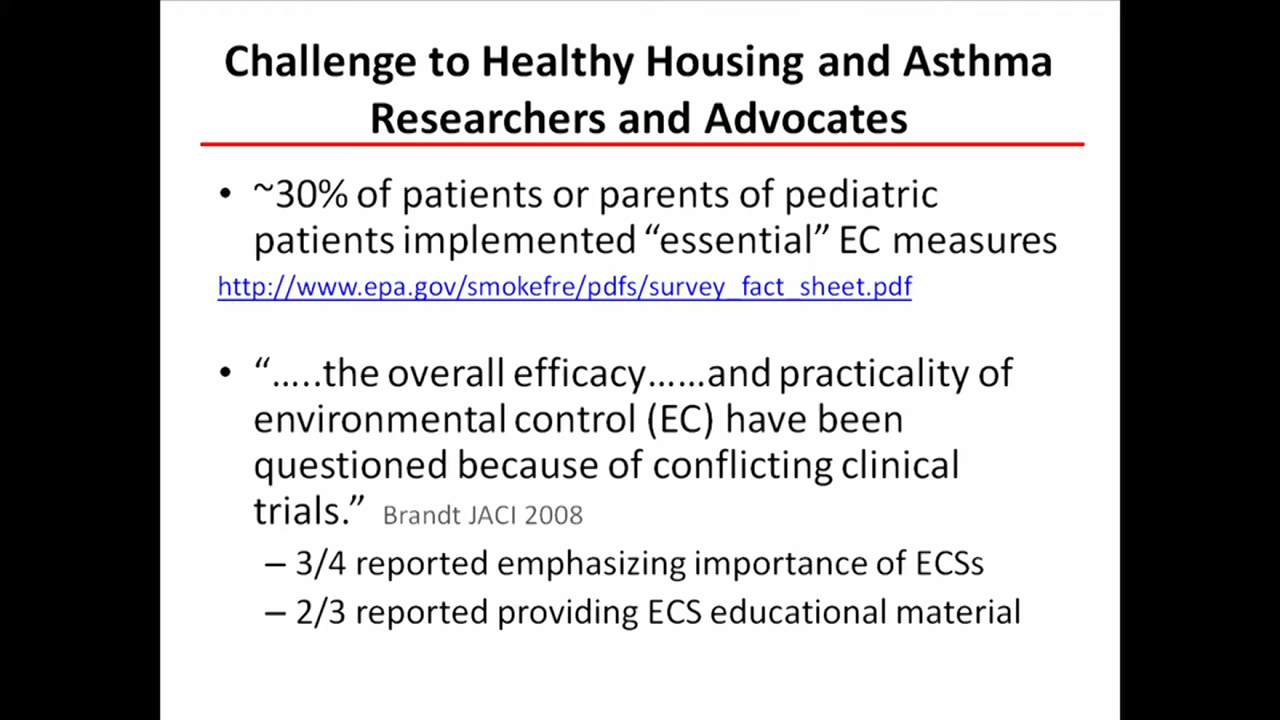 Challenge to Healthy Housing and Asthma
Researchers and Advocates
• ~30% of patients or parents of pediatric
patients implemented “essential” EC measures
http://www.epa.gov/smokefre/pdfs/survey_fact_sheet.pdf
• “…..the overall efficacy……and practicality of
environmental control (EC) have been
questioned because of conflicting clinical
trials.” Brandt JACI 2008
– 3/4 reported emphasizing importance of ECSs
– 2/3 reported providing ECS educational material